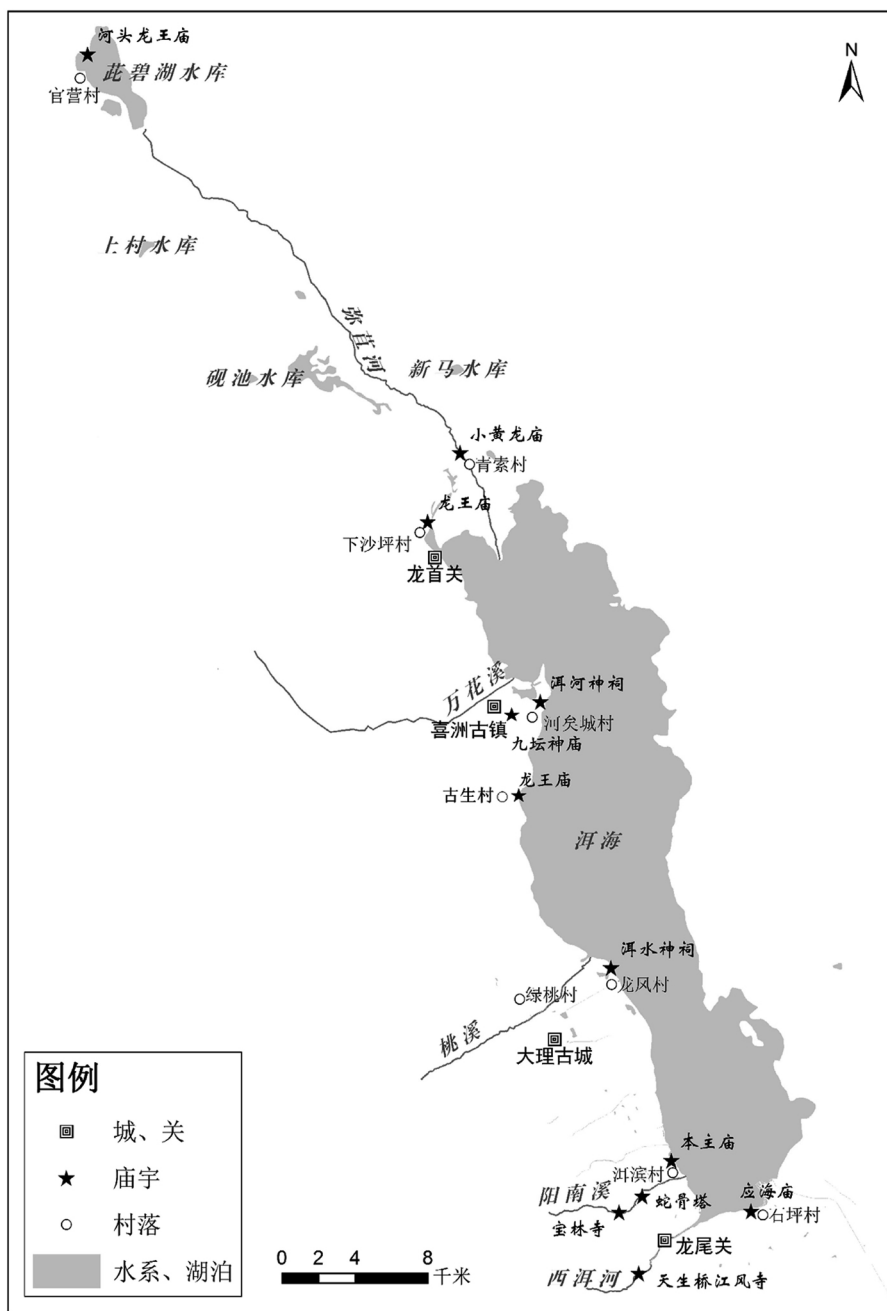 N
河头龙王庙
茈碧湖水库
官营村
上村水库
弥苴河
砚池水库
新马水库
小黄龙庙
青索村
龙王庙
下沙坪村
龙首关
万花溪
洱河神祠
喜洲古镇
河矣城村
九坛神庙
龙王庙
古生村
洱海
洱水神祠
绿桃村
龙凤村
桃溪
大理古城
本主庙
洱滨村
阳南溪
蛇骨塔
应海庙
宝林寺
石坪村
龙尾关
西洱河
天生桥江风寺
图例
城、关
庙宇
村落
水系、湖泊
0 2 4 8
千米